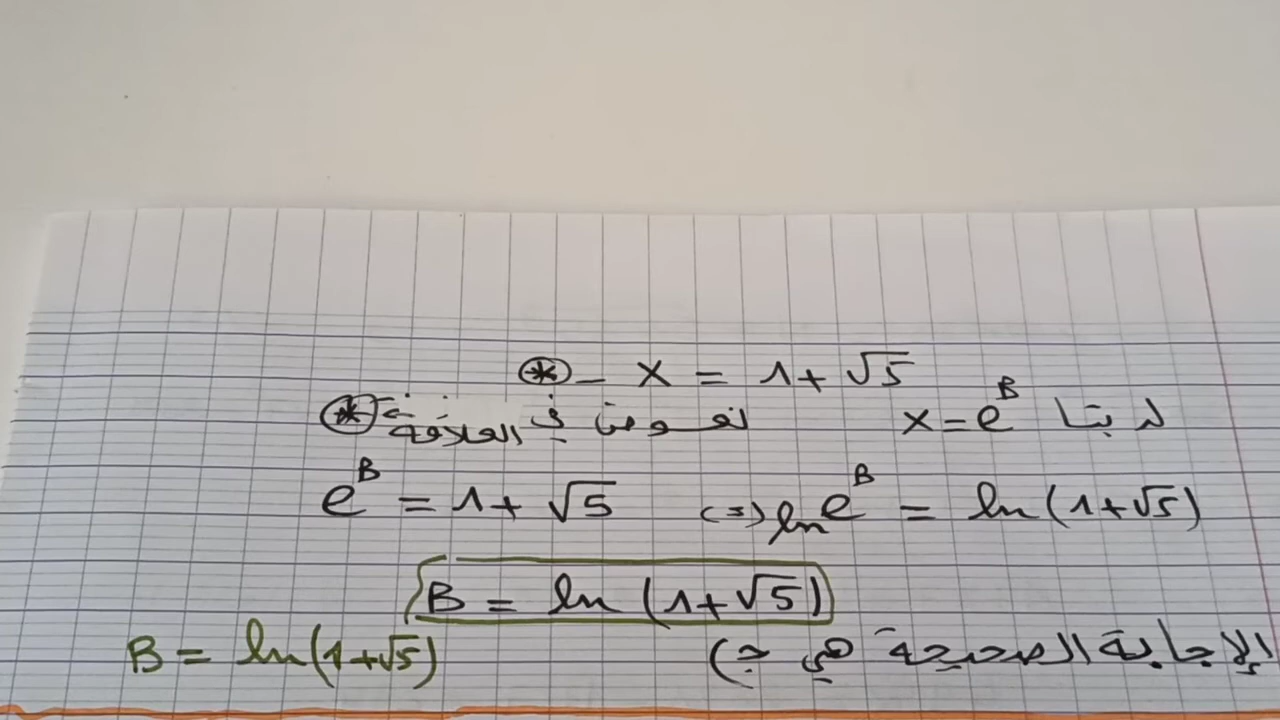 ⊛ - x = 1 + √5
لدينا x = e^B نعوض في العلاقة ⊛
e^B = 1 + √5 (=) ln e^B = ln(1+√5)
B = ln(1+√5)
الإجابة الصحيحة هي ج) B = ln(1+√5)